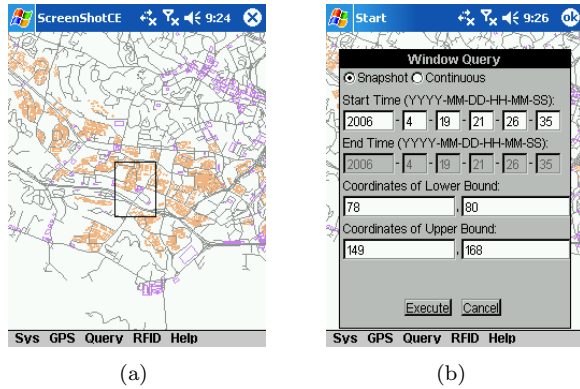 ScreenShotCE 9:24
Sys GPS Query RFID Help
(a)
Start 9:26 ok
Window Query
Snapshot Continuous
Start Time (YYYY-MM-DD-HH-MM-SS):
2006 - 4 - 19 - 21 - 26 - 35
End Time (YYYY-MM-DD-HH-MM-SS):
2006 - 4 - 19 - 21 - 26 - 35
Coordinates of Lower Bound:
78 , 80
Coordinates of Upper Bound:
149 , 168
Execute Cancel
Sys GPS Query RFID Help
(b)